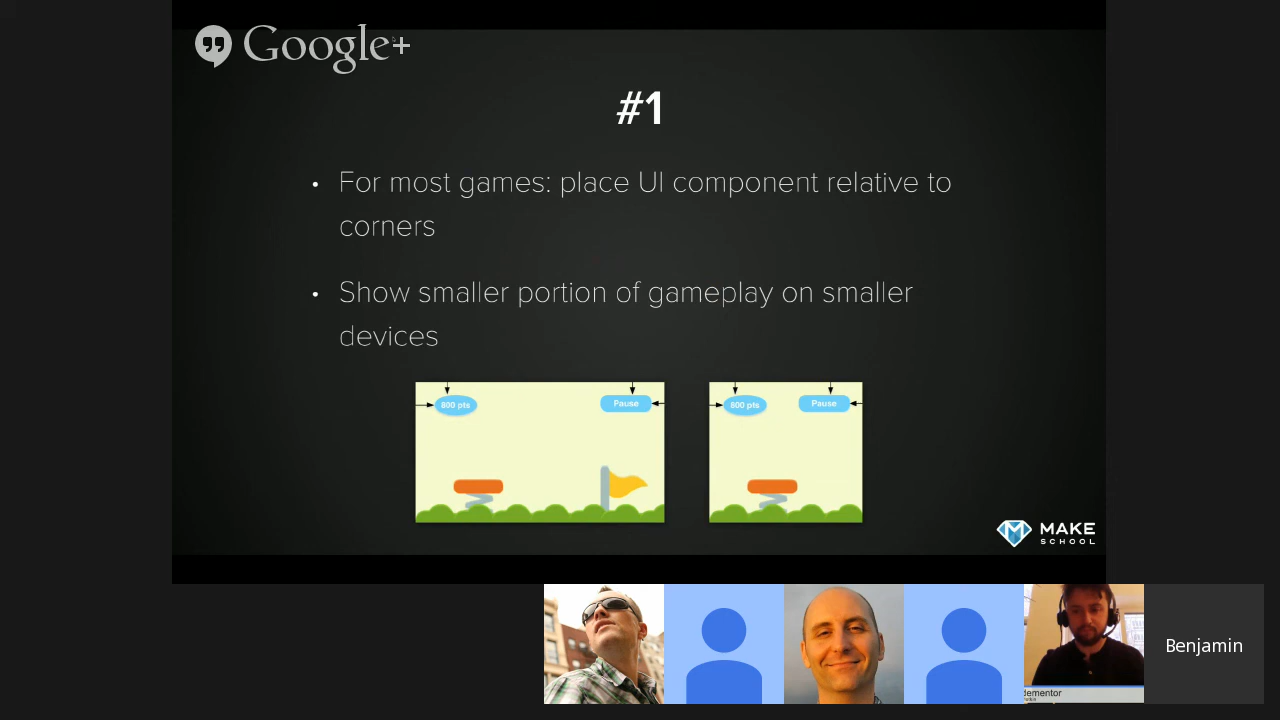 Google+
#1
• For most games: place UI component relative to
corners
• Show smaller portion of gameplay on smaller
devices
800 pts
Pause
800 pts
Pause
MAKE
SCHOOL
dementor
Benjamin